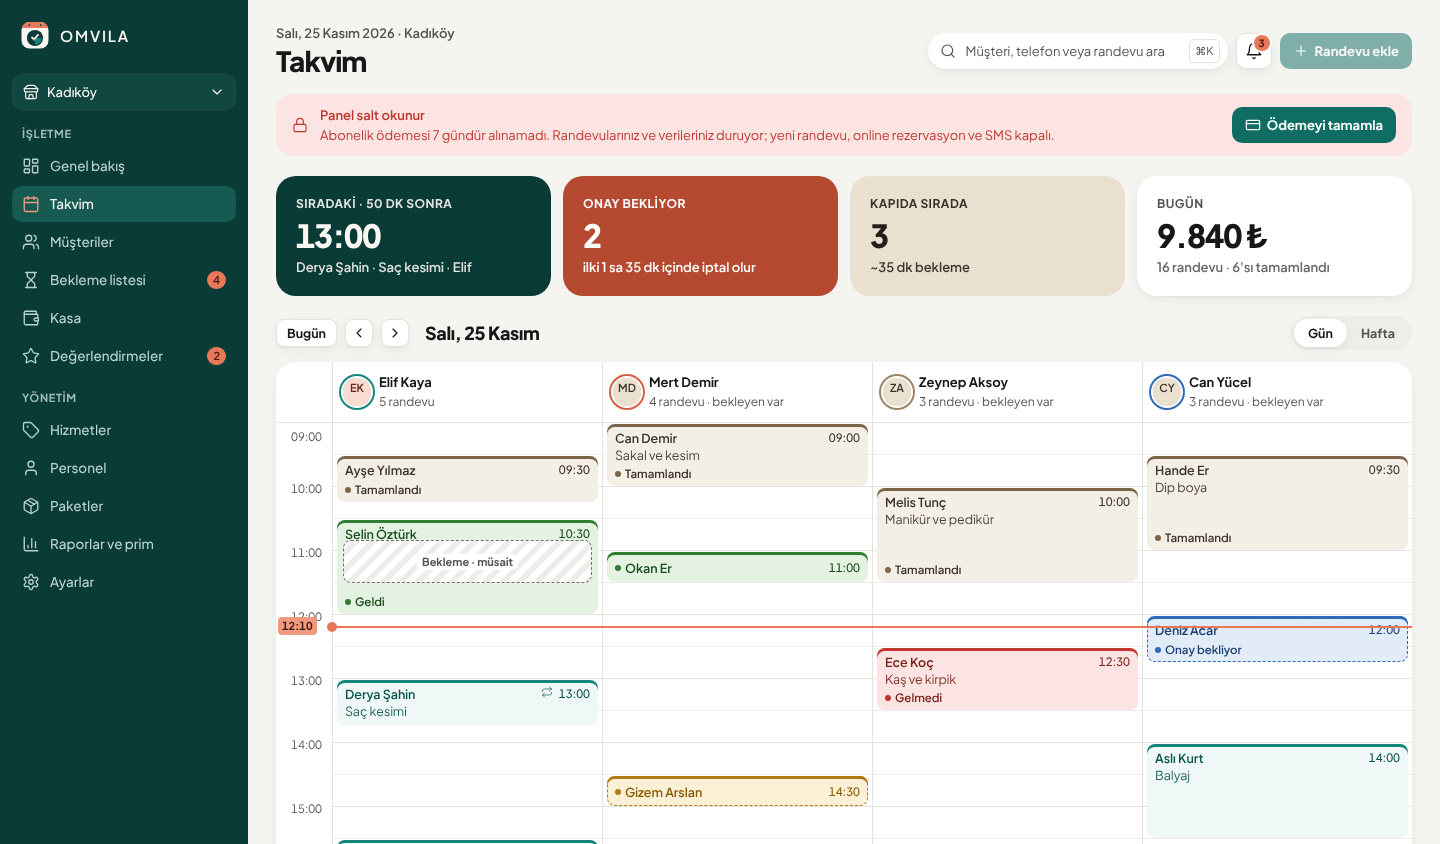 OMVILA
Kadıköy
İŞLETME
Genel bakış
Takvim
Müşteriler
Bekleme listesi 4
Kasa
Değerlendirmeler 2
YÖNETİM
Hizmetler
Personel
Paketler
Raporlar ve prim
Ayarlar
Salı, 25 Kasım 2026 · Kadıköy
Takvim
Müşteri, telefon veya randevu ara ⌘K
3
Randevu ekle
Panel salt okunur
Abonelik ödemesi 7 gündür alınamadı. Randevularınız ve verileriniz duruyor; yeni randevu, online rezervasyon ve SMS kapalı.
Ödemeyi tamamla
SIRADAKİ · 50 DK SONRA
13:00
Derya Şahin · Saç kesimi · Elif
ONAY BEKLİYOR
2
ilki 1 sa 35 dk içinde iptal olur
KAPIDA SIRADA
3
~35 dk bekleme
BUGÜN
9.840 ₺
16 randevu · 6'sı tamamlandı
Bugün
Salı, 25 Kasım
Gün
Hafta
EK
Elif Kaya
5 randevu
MD
Mert Demir
4 randevu · bekleyen var
ZA
Zeynep Aksoy
3 randevu · bekleyen var
CY
Can Yücel
3 randevu · bekleyen var
09:00
10:00
11:00
12:00
12:10
13:00
14:00
15:00
Ayşe Yılmaz 09:30
Tamamlandı
Selin Öztürk 10:30
Bekleme · müsait
Geldi
Derya Şahin 13:00
Saç kesimi
Can Demir 09:00
Sakal ve kesim
Tamamlandı
Okan Er 11:00
Gizem Arslan 14:30
Melis Tunç 10:00
Manikür ve pedikür
Tamamlandı
Ece Koç 12:30
Kaş ve kirpik
Gelmedi
Hande Er 09:30
Dip boya
Tamamlandı
Deniz Acar 12:00
Onay bekliyor
Aslı Kurt 14:00
Balyaj